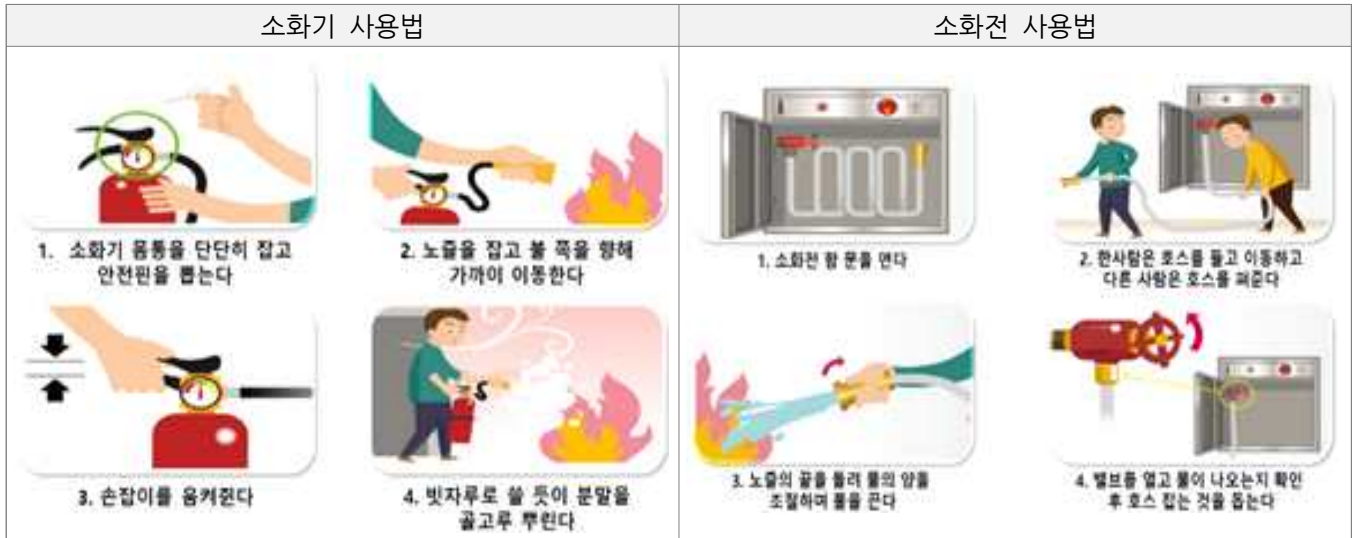 소화기 사용법
1. 소화기 몸통을 단단히 잡고
안전핀을 뽑는다
2. 노즐을 잡고 불 쪽을 향해
가까이 이동한다
3. 손잡이를 움켜쥔다
4. 빗자루로 쓸 듯이 분말을
골고루 뿌린다
소화전 사용법
1. 소화전 함 문을 연다
2. 한사람은 호스를 들고 이동하고
다른 사람은 호스를 펴준다
3. 노즐의 끝을 돌려 물의 양을
조절하며 불을 끈다
4. 밸브를 열고 물이 나오는지 확인
후 호스 잡는 것을 돕는다